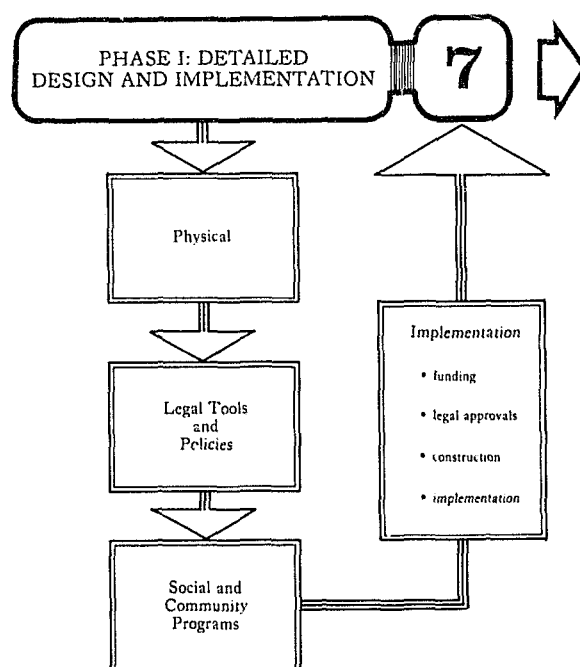 PHASE I: DETAILED
DESIGN AND IMPLEMENTATION
7
Physical
Legal Tools
and
Policies
Social and
Community
Programs
Implementation
• funding
• legal approvals
• construction
• implementation